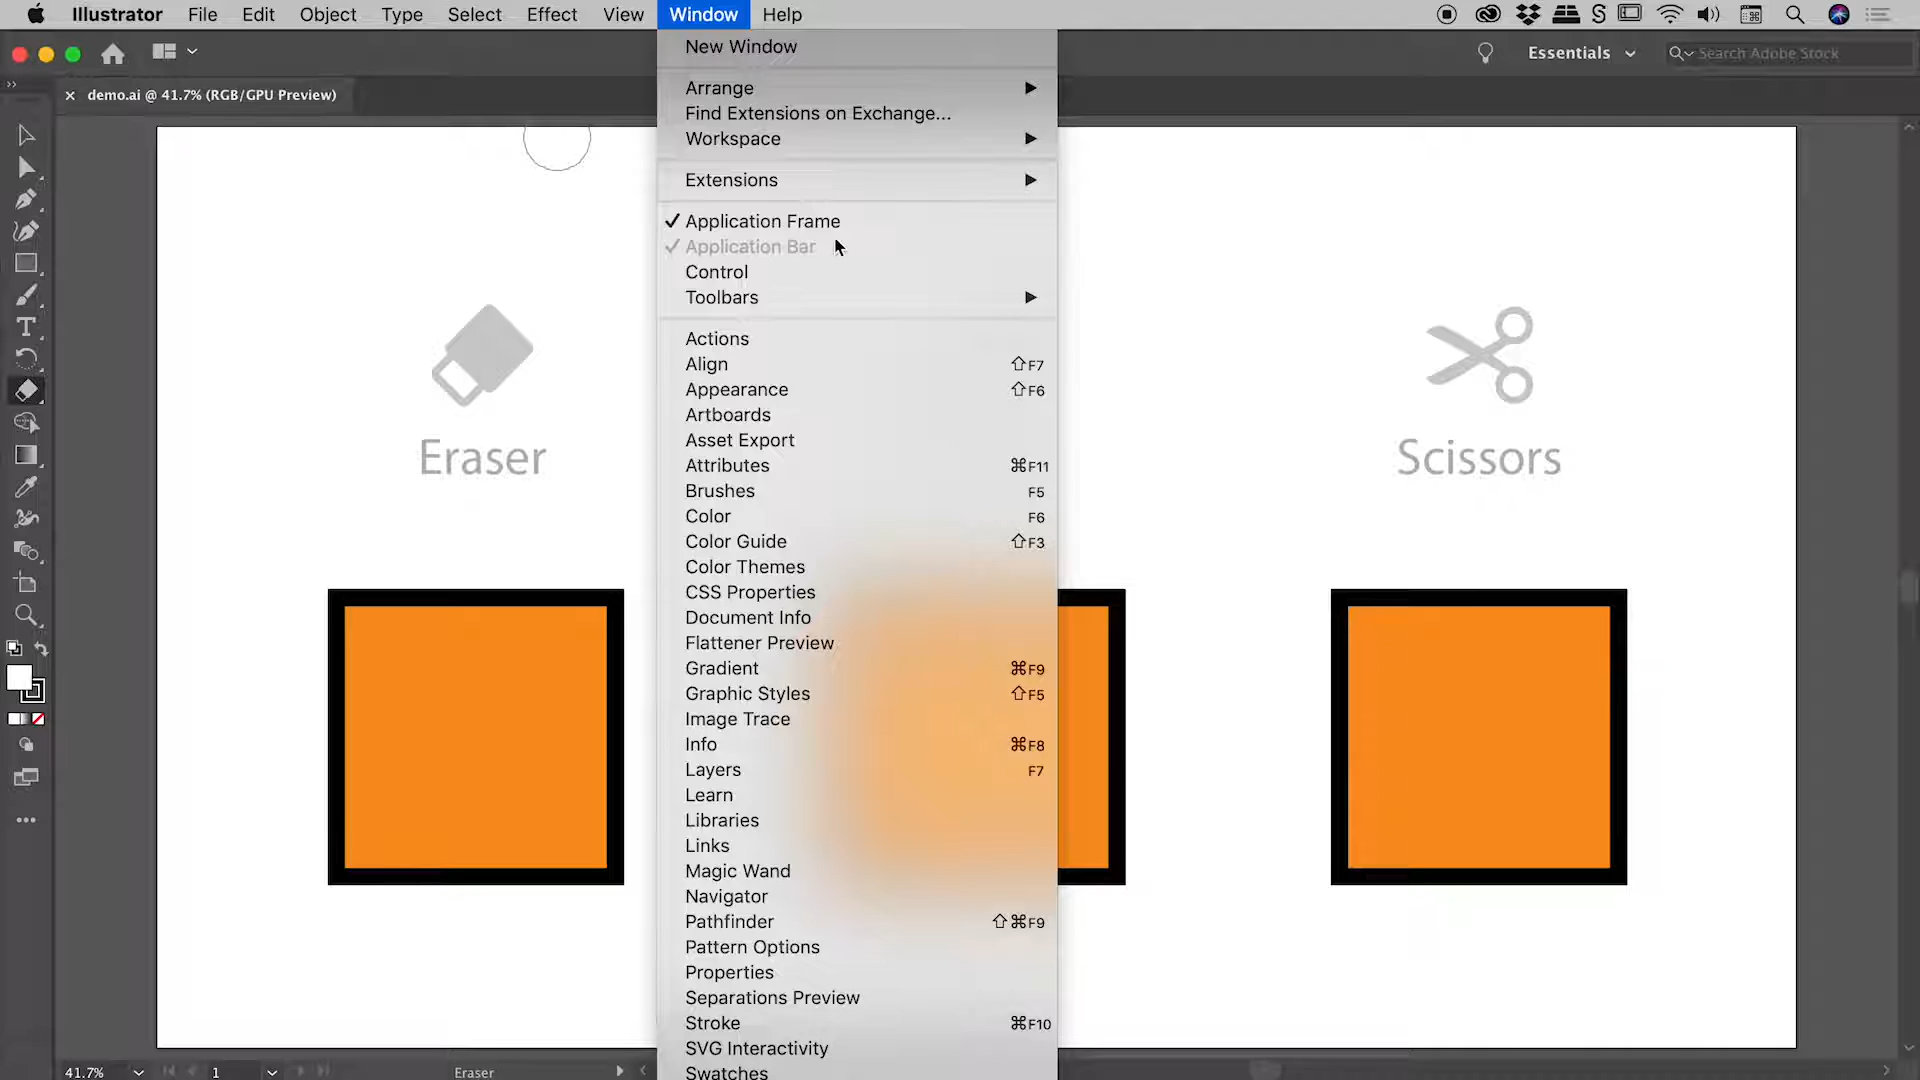 Illustrator File Edit Object Type Select Effect View Window Help
Essentials
Search Adobe Stock
× demo.ai @ 41.7% (RGB/GPU Preview)
New Window
Arrange
Find Extensions on Exchange...
Workspace
Extensions
✓ Application Frame
✓ Application Bar
Control
Toolbars
Actions
Align ⇧F7
Appearance ⇧F6
Artboards
Asset Export
Attributes ⌘F11
Brushes F5
Color F6
Color Guide ⇧F3
Color Themes
CSS Properties
Document Info
Flattener Preview
Gradient ⌘F9
Graphic Styles ⇧F5
Image Trace
Info ⌘F8
Layers F7
Learn
Libraries
Links
Magic Wand
Navigator
Pathfinder ⇧⌘F9
Pattern Options
Properties
Separations Preview
Stroke ⌘F10
SVG Interactivity
Swatches
Eraser
Scissors
41.7% 1 Eraser